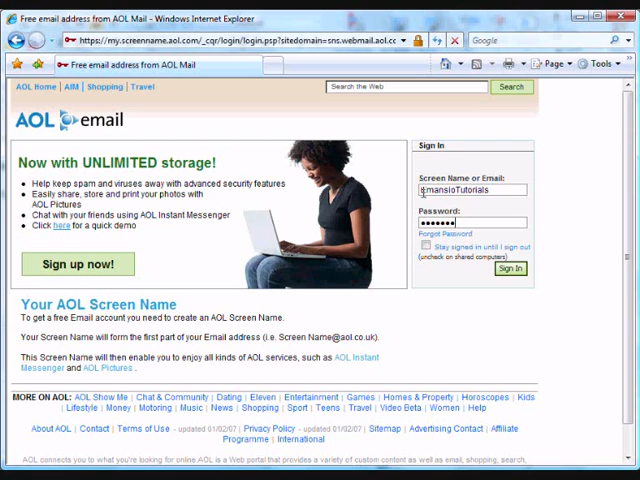 Free email address from AOL Mail - Windows Internet Explorer
https://my.screenname.aol.com/_cqr/login/login.psp?sitedomain=sns.webmail.aol.cc
Google
Free email address from AOL Mail
Page
Tools
AOL Home | AIM | Shopping | Travel
Search the Web
Search
AOL email
Now with UNLIMITED storage!
Help keep spam and viruses away with advanced security features
Easily share, store and print your photos with
AOL Pictures
Chat with your friends using AOL Instant Messenger
Click here for a quick demo
Sign up now!
Sign In
Screen Name or Email:
Password:
Forgot Password
Stay signed in until I sign out
(uncheck on shared computers)
Sign In
Your AOL Screen Name
To get a free Email account you need to create an AOL Screen Name.
Your Screen Name will form the first part of your Email address (i.e. Screen Name@aol.co.uk).
This Screen Name will then enable you to enjoy all kinds of AOL services, such as AOL Instant
Messenger and AOL Pictures .
MORE ON AOL: AOL Show Me | Chat & Community | Dating | Eleven | Entertainment | Games | Homes & Property | Horoscopes | Kids
| Lifestyle | Money | Motoring | Music | News | Shopping | Sport | Teens | Travel | Video Beta | Women | Help
About AOL | Contact | Terms of Use - updated 01/02/07 | Privacy Policy - updated 01/02/07 | Sitemap | Advertising Contact | Affiliate
Programme | International
AOL connects you to what you're looking for online AOL is a Web portal that provides you with custom content as well as email, shopping, search,